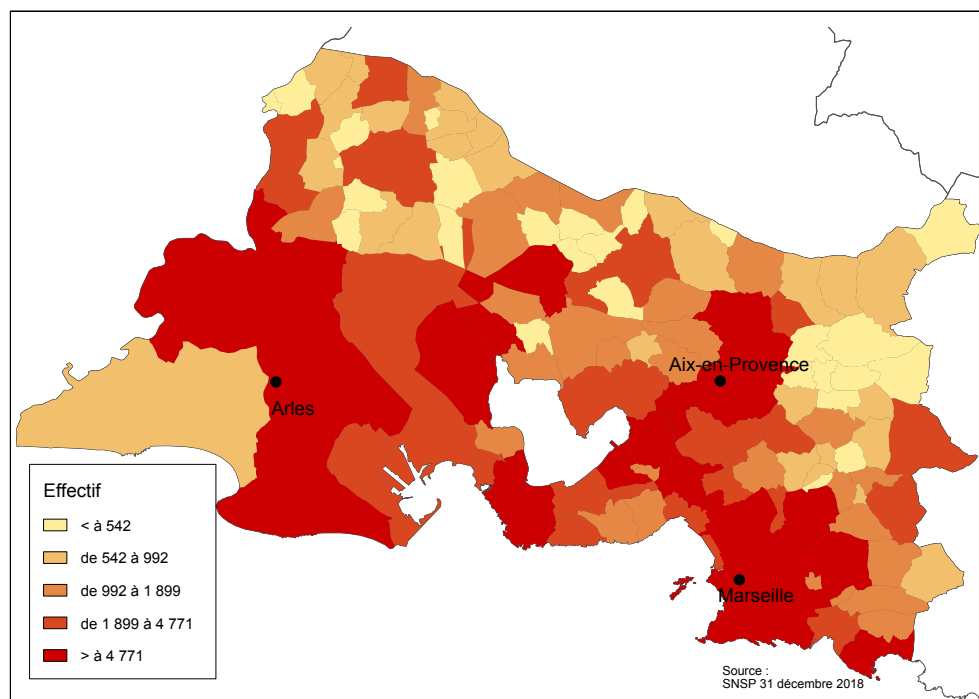 Aix-en-Provence
Arles
Effectif
< à 542
de 542 à 992
de 992 à 1 899
de 1 899 à 4 771
> à 4 771
Marseille
Source :
SNSP 31 décembre 2018